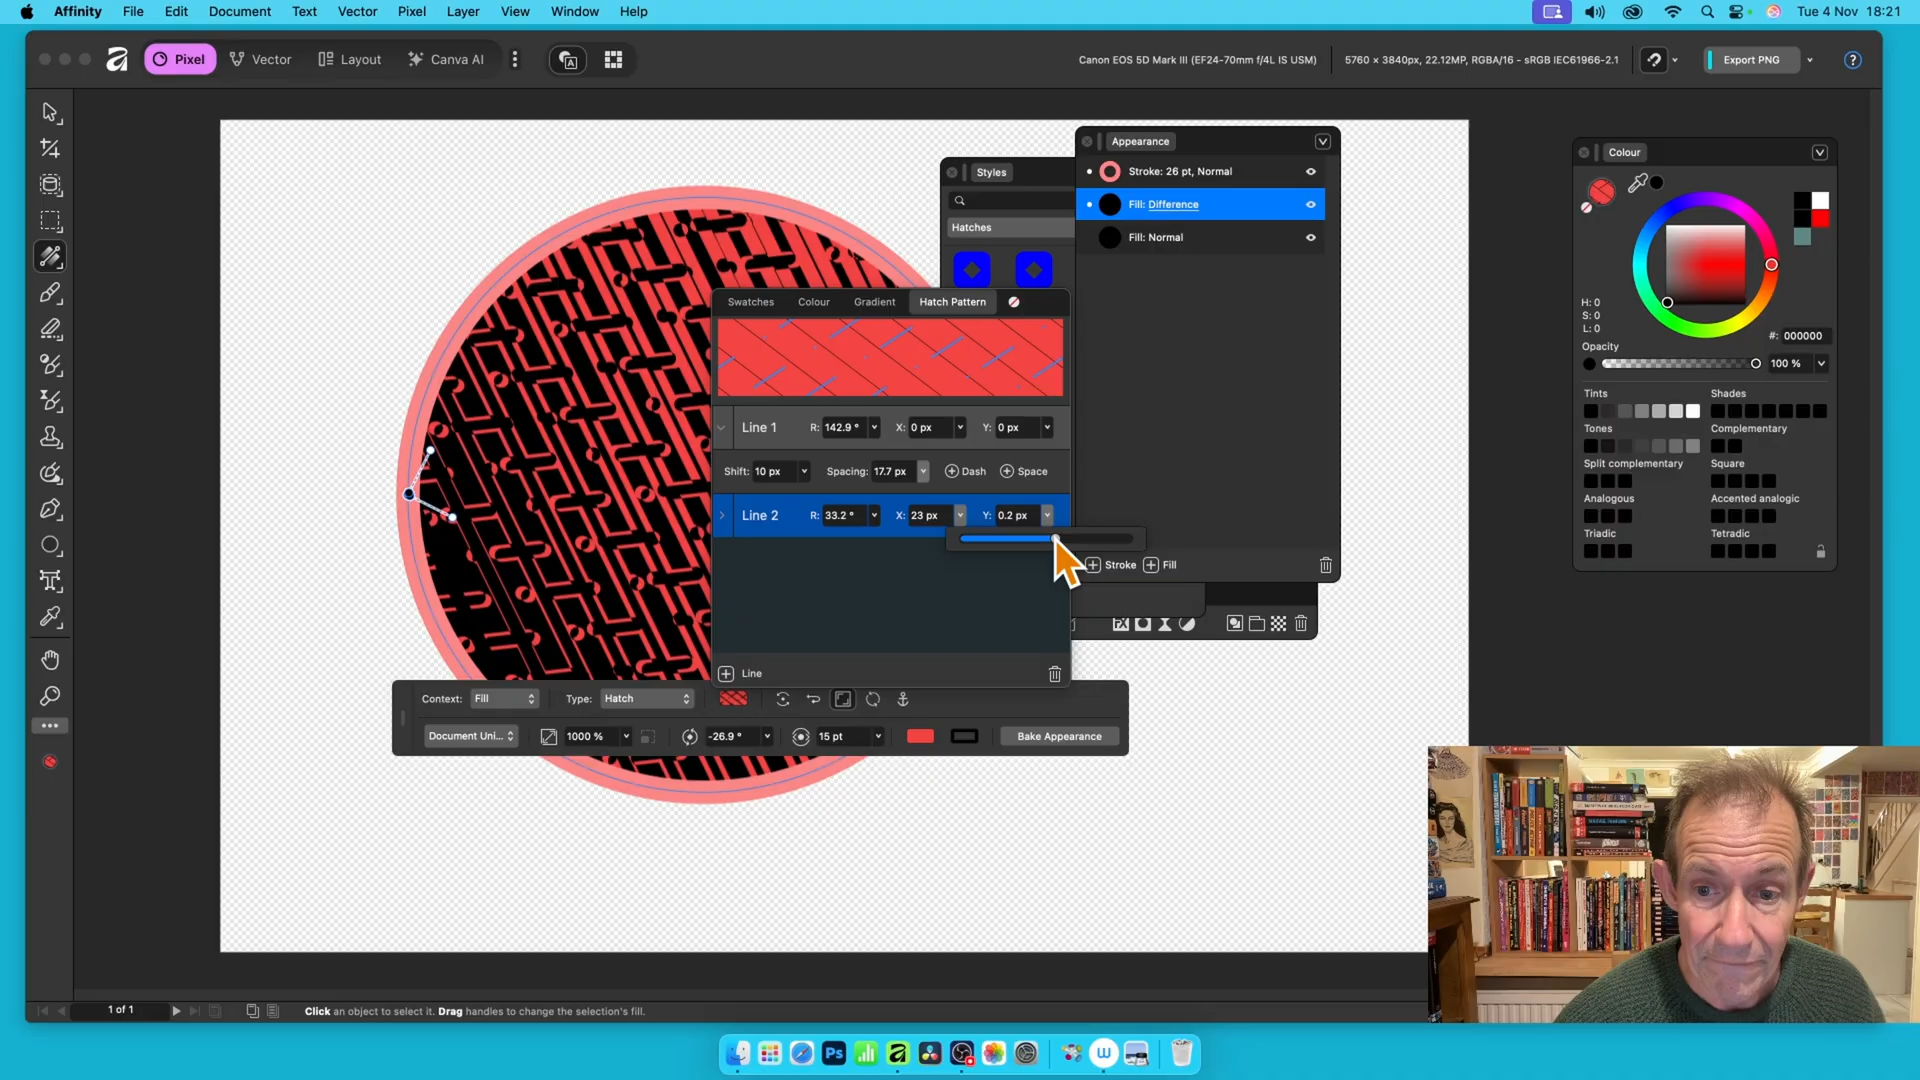 Affinity File Edit Document Text Vector Pixel Layer View Window Help Tue 4 Nov 18:21
Pixel Vector Layout Canva AI Canon EOS 5D Mark III (EF24-70mm f/4L IS USM) 5760 × 3840px, 22.12MP, RGBA/16 - sRGB IEC61966-2.1 Export PNG ?
Appearance
Stroke: 26 pt, Normal
Fill: Difference
Fill: Normal
Stroke Fill
Styles
Hatches
Swatches Colour Gradient Hatch Pattern
Line 1 R: 142.9 ° X: 0 px Y: 0 px
Shift: 10 px Spacing: 17.7 px Dash Space
Line 2 R: 33.2 ° X: 23 px Y: 0.2 px
Line
Context: Fill Type: Hatch
Document Uni... 1000 % -26.9 ° 15 pt Bake Appearance
Colour
H: 0
S: 0
L: 0
#: 000000
Opacity
100 %
Tints Shades
Tones Complementary
Split complementary Square
Analogous Accented analogic
Triadic Tetradic
1 of 1 Click an object to select it. Drag handles to change the selection's fill.
Ps